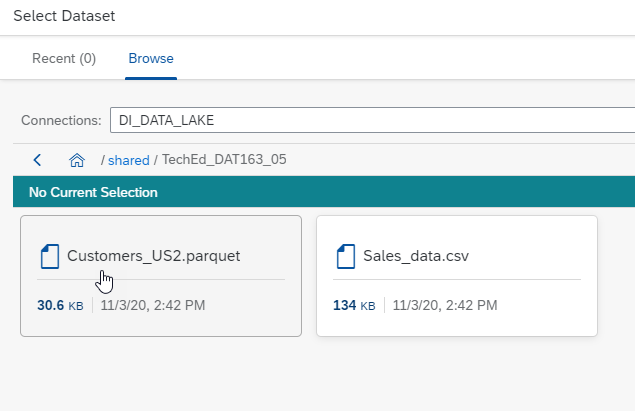 Select Dataset
Recent (0) Browse
Connections: DI_DATA_LAKE
/ shared / TechEd_DAT163_05
No Current Selection
Customers_US2.parquet
30.6 KB 11/3/20, 2:42 PM
Sales_data.csv
134 KB 11/3/20, 2:42 PM